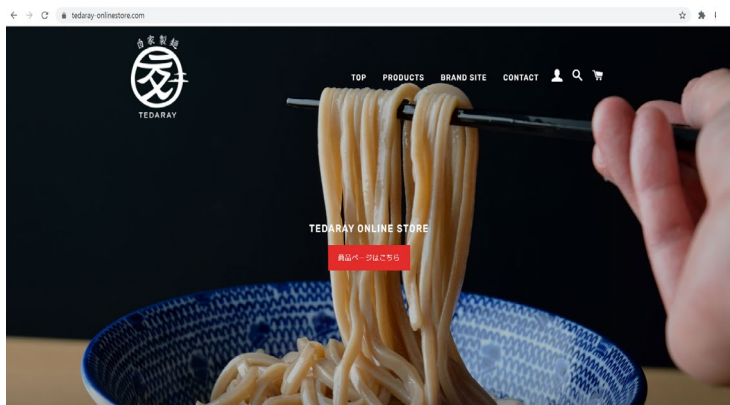 tedaray-onlinestore.com
自家製麺
TEDARAY
TOP PRODUCTS BRAND SITE CONTACT
TEDARAY ONLINE STORE
商品ページはこちら